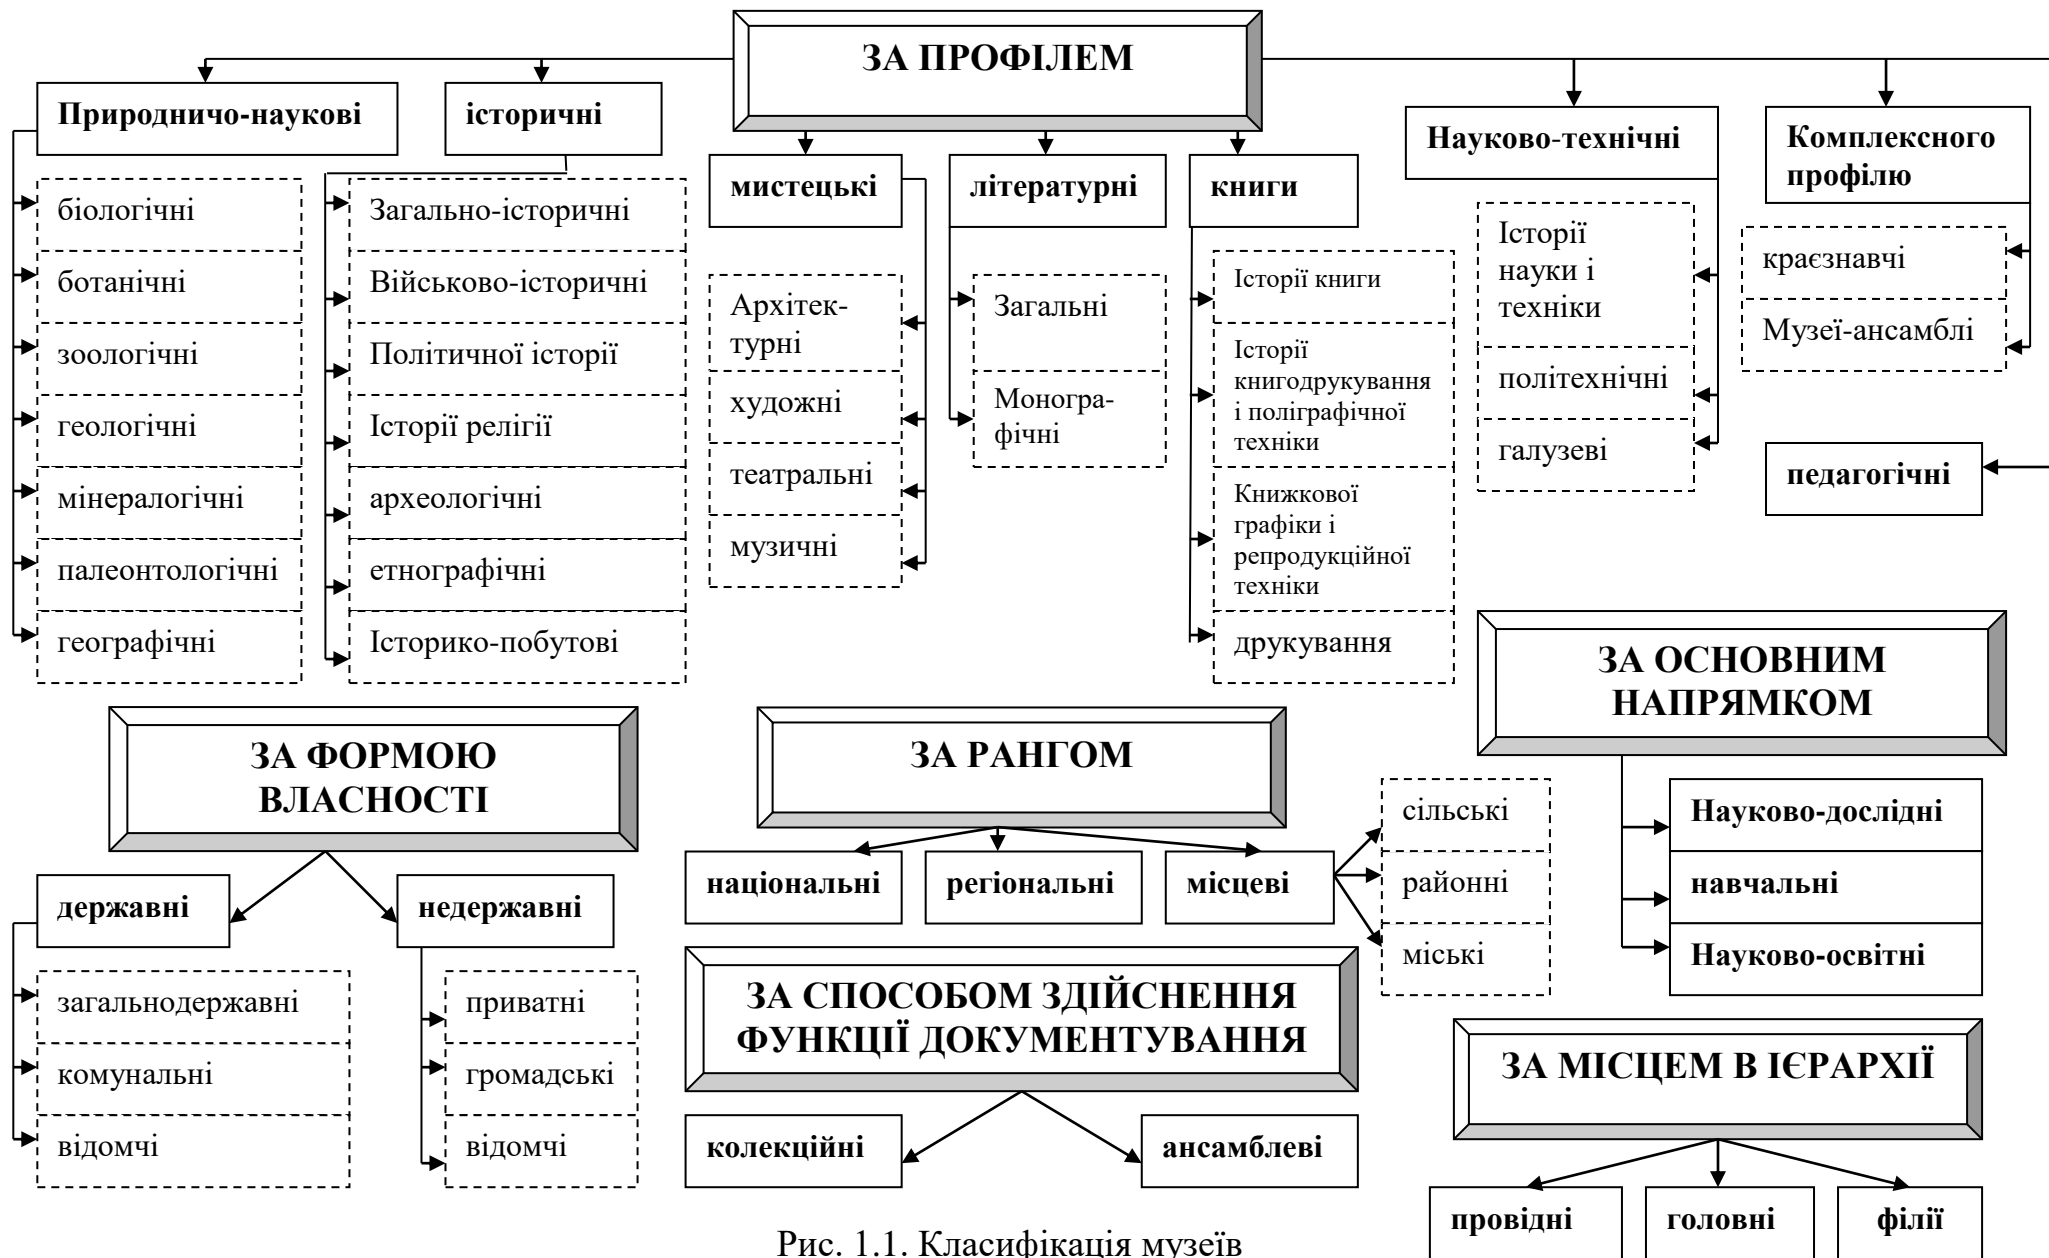 ЗА ПРОФІЛЕМ
Природничо-наукові
біологічні
ботанічні
зоологічні
геологічні
мінералогічні
палеонтологічні
географічні
історичні
Загально-історичні
Військово-історичні
Політичної історії
Історії релігії
археологічні
етнографічні
Історико-побутові
мистецькі
Архітек-
турні
художні
театральні
музичні
літературні
Загальні
Моногра-
фічні
книги
Історії книги
Історії
книгодрукування
і поліграфічної
техніки
Книжкової
графіки і
репродукційної
техніки
друкування
Науково-технічні
Історії
науки і
техніки
політехнічні
галузеві
Комплексного
профілю
краєзнавчі
Музеї-ансамблі
педагогічні
ЗА ФОРМОЮ
ВЛАСНОСТІ
державні
загальнодержавні
комунальні
відомчі
недержавні
приватні
громадські
відомчі
ЗА РАНГОМ
національні
регіональні
місцеві
сільські
районні
міські
ЗА ОСНОВНИМ
НАПРЯМКОМ
Науково-дослідні
навчальні
Науково-освітні
ЗА СПОСОБОМ ЗДІЙСНЕННЯ
ФУНКЦІЇ ДОКУМЕНТУВАННЯ
колекційні
ансамблеві
ЗА МІСЦЕМ В ІЄРАРХІЇ
провідні
головні
філії
Рис. 1.1. Класифікація музеїв